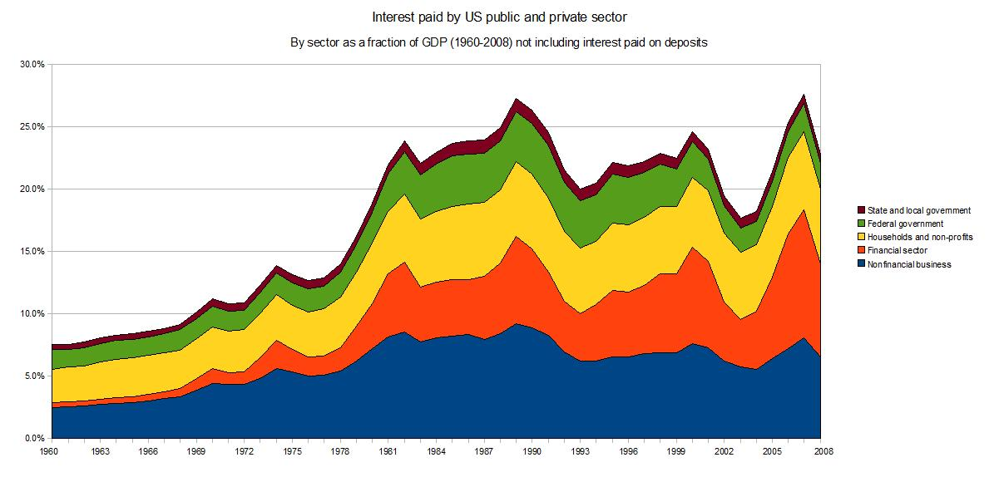 Interest paid by US public and private sector
By sector as a fraction of GDP (1960-2008) not including interest paid on deposits
30.0%
25.0%
20.0%
15.0%
10.0%
5.0%
0.0%
1960 1963 1966 1969 1972 1975 1978 1981 1984 1987 1990 1993 1996 1999 2002 2005 2008
State and local government
Federal government
Households and non-profits
Financial sector
Nonfinancial business